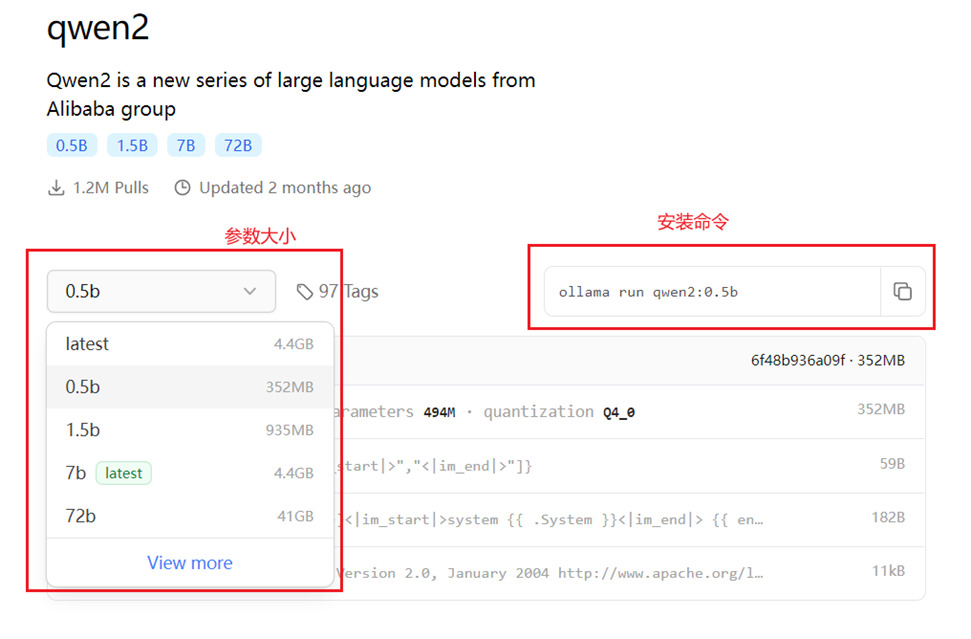 qwen2
Qwen2 is a new series of large language models from
Alibaba group
0.5B 1.5B 7B 72B
1.2M Pulls Updated 2 months ago
参数大小
安装命令
0.5b 97 Tags
ollama run qwen2:0.5b
latest 4.4GB
6f48b936a09f · 352MB
0.5b 352MB
arameters 494M · quantization Q4_0 352MB
1.5b 935MB
7b latest 4.4GB
start|>","<|im_end|>"]} 59B
72b 41GB
<|im_start|>system {{ .System }}<|im_end|> {{ en… 182B
View more
Version 2.0, January 2004 http://www.apache.org/l… 11kB